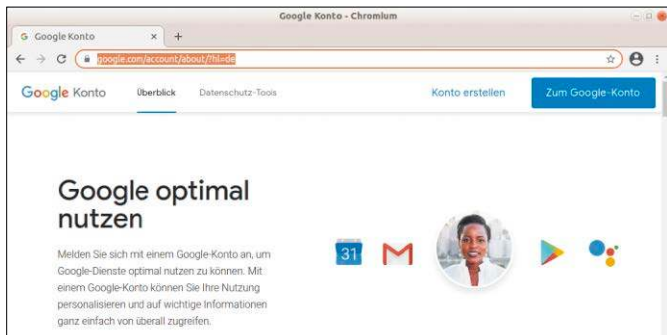 Google Konto - Chromium
Google Konto
google.com/account/about/?hl=de
Google Konto Überblick Datenschutz-Tools Konto erstellen Zum Google-Konto
Google optimal
nutzen
Melden Sie sich mit einem Google-Konto an, um
Google-Dienste optimal nutzen zu können. Mit
einem Google-Konto können Sie Ihre Nutzung
personalisieren und auf wichtige Informationen
ganz einfach von überall zugreifen.
31